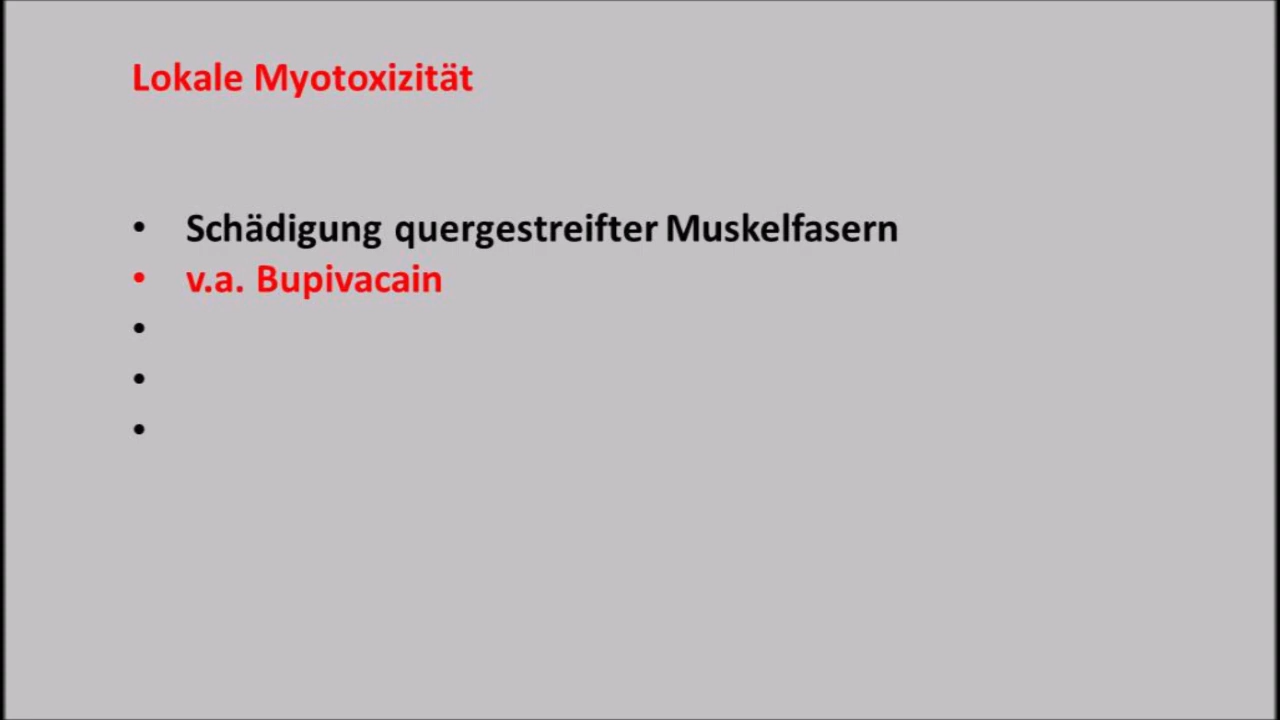 Lokale Myotoxizität
• Schädigung quergestreifter Muskelfasern
• v.a. Bupivacain
•
•
•